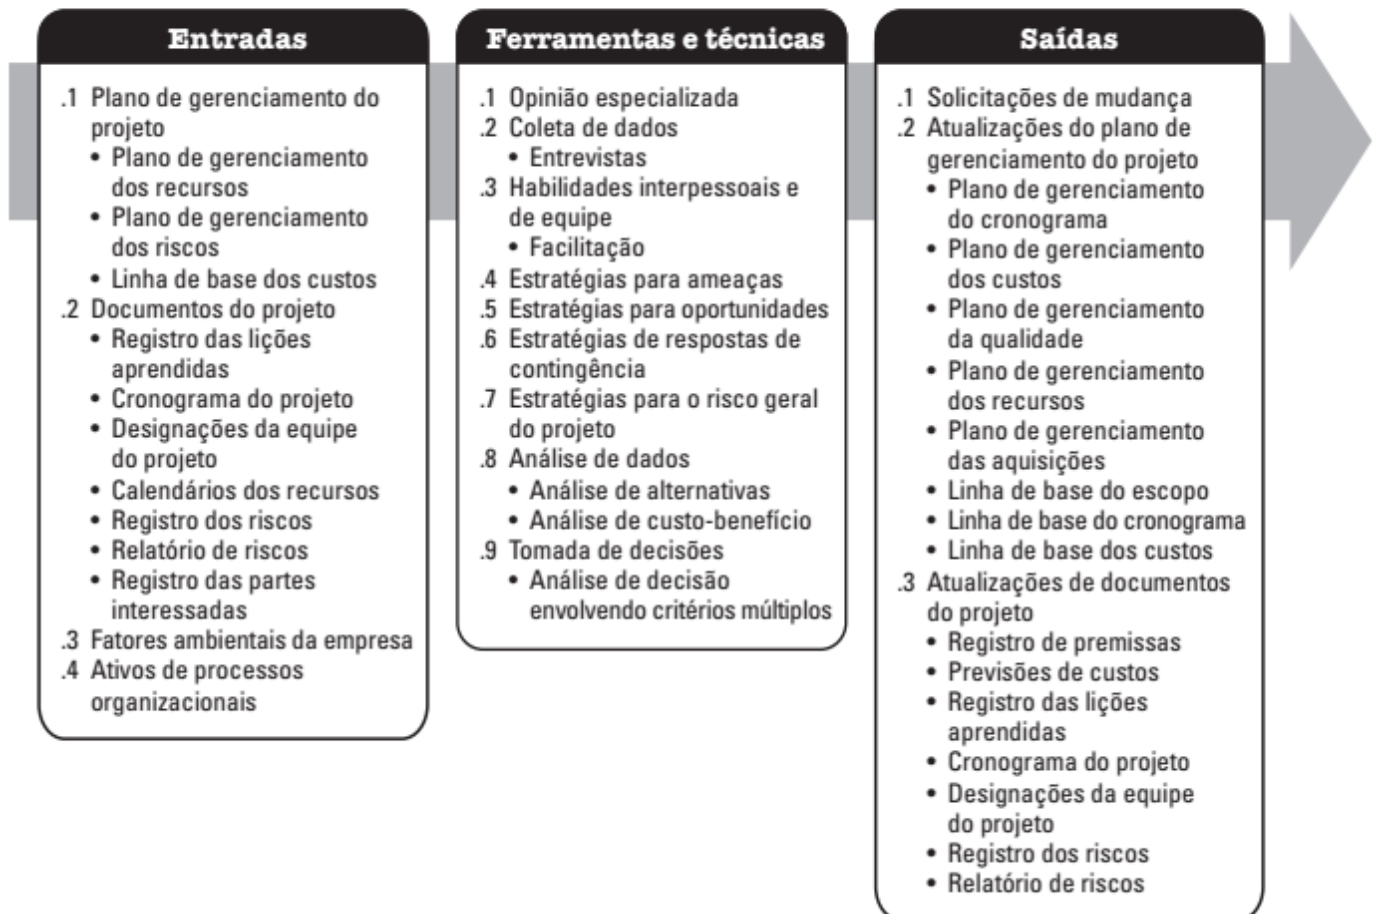 Entradas
.1 Plano de gerenciamento do
projeto
• Plano de gerenciamento
dos recursos
• Plano de gerenciamento
dos riscos
• Linha de base dos custos
.2 Documentos do projeto
• Registro das lições
aprendidas
• Cronograma do projeto
• Designações da equipe
do projeto
• Calendários dos recursos
• Registro dos riscos
• Relatório de riscos
• Registro das partes
interessadas
.3 Fatores ambientais da empresa
.4 Ativos de processos
organizacionais
Ferramentas e técnicas
.1 Opinião especializada
.2 Coleta de dados
• Entrevistas
.3 Habilidades interpessoais e
de equipe
• Facilitação
.4 Estratégias para ameaças
.5 Estratégias para oportunidades
.6 Estratégias de respostas de
contingência
.7 Estratégias para o risco geral
do projeto
.8 Análise de dados
• Análise de alternativas
• Análise de custo-benefício
.9 Tomada de decisões
• Análise de decisão
envolvendo critérios múltiplos
Saídas
.1 Solicitações de mudança
.2 Atualizações do plano de
gerenciamento do projeto
• Plano de gerenciamento
do cronograma
• Plano de gerenciamento
dos custos
• Plano de gerenciamento
da qualidade
• Plano de gerenciamento
dos recursos
• Plano de gerenciamento
das aquisições
• Linha de base do escopo
• Linha de base do cronograma
• Linha de base dos custos
.3 Atualizações de documentos
do projeto
• Registro de premissas
• Previsões de custos
• Registro das lições
aprendidas
• Cronograma do projeto
• Designações da equipe
do projeto
• Registro dos riscos
• Relatório de riscos